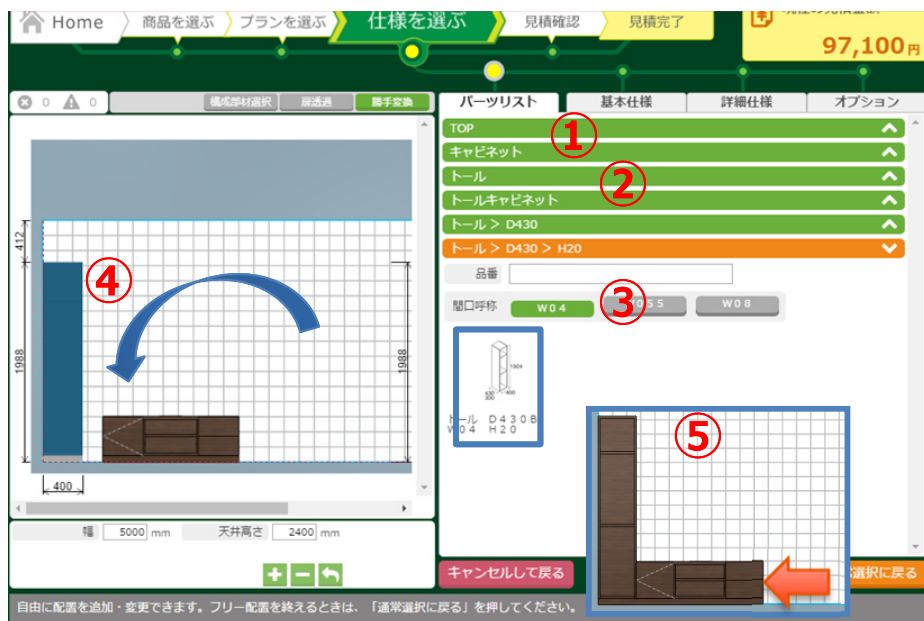 Home
商品を選ぶ
プランを選ぶ
仕様を選ぶ
見積確認
見積完了
97,100円
0
0
構成部材選択
扉透過
勝手変換
パーツリスト
基本仕様
詳細仕様
オプション
TOP
①
キャビネット
トール
②
トールキャビネット
トール > D430
トール > D430 > H20
品番
間口呼称
W04
③
W08
④
412
1988
1988
400
トール D430B
W04 H20
⑤
幅 5000 mm
天井高さ 2400 mm
キャンセルして戻る
選択に戻る
自由に配置を追加・変更できます。フリー配置を終えるときは、「通常選択に戻る」を押してください。